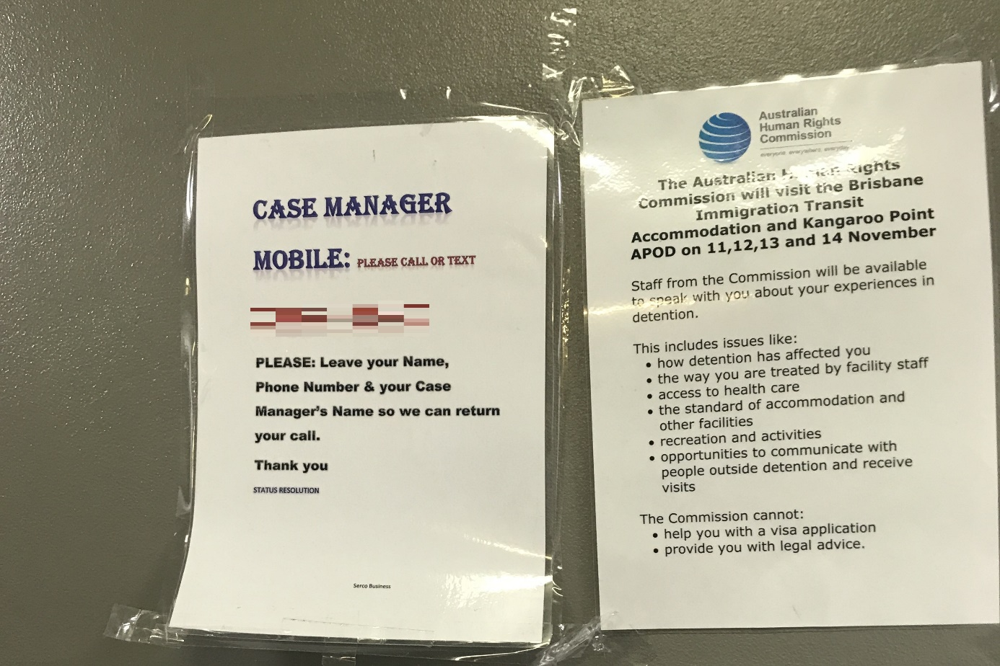 CASE MANAGER
MOBILE: PLEASE CALL OR TEXT
PLEASE: Leave your Name,
Phone Number & your Case
Manager's Name so we can return
your call.
Thank you
STATUS RESOLUTION
Serco Business
Australian
Human Rights
Commission
everyone, everywhere, everyday
The Australian Human Rights
Commission will visit the Brisbane
Immigration Transit
Accommodation and Kangaroo Point
APOD on 11,12,13 and 14 November
Staff from the Commission will be available
to speak with you about your experiences in
detention.
This includes issues like:
• how detention has affected you
• the way you are treated by facility staff
• access to health care
• the standard of accommodation and
other facilities
• recreation and activities
• opportunities to communicate with
people outside detention and receive
visits
The Commission cannot:
• help you with a visa application
• provide you with legal advice.